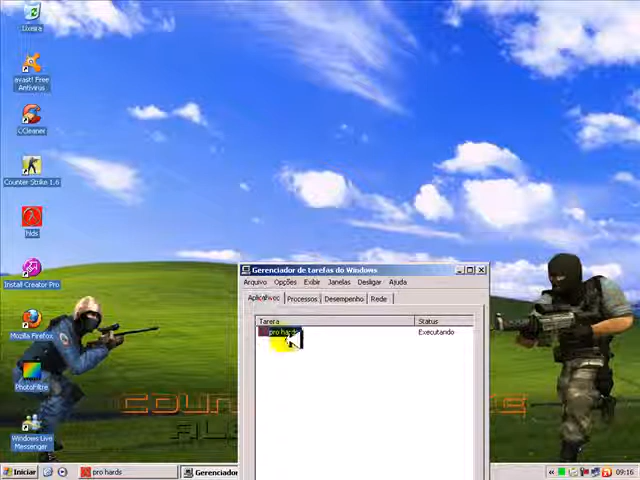 Lixeira
avast! Free
Antivirus
CCleaner
Counter Strike 1.6
hlds
Install Creator Pro
Mozilla Firefox
PhotoFiltre
Windows Live
Messenger
Gerenciador de tarefas do Windows
Arquivo Opções Exibir Janelas Desligar Ajuda
Aplicativos Processos Desempenho Rede
Tarefa Status
pro hards Executando
Iniciar pro hards Gerenciador 09:16